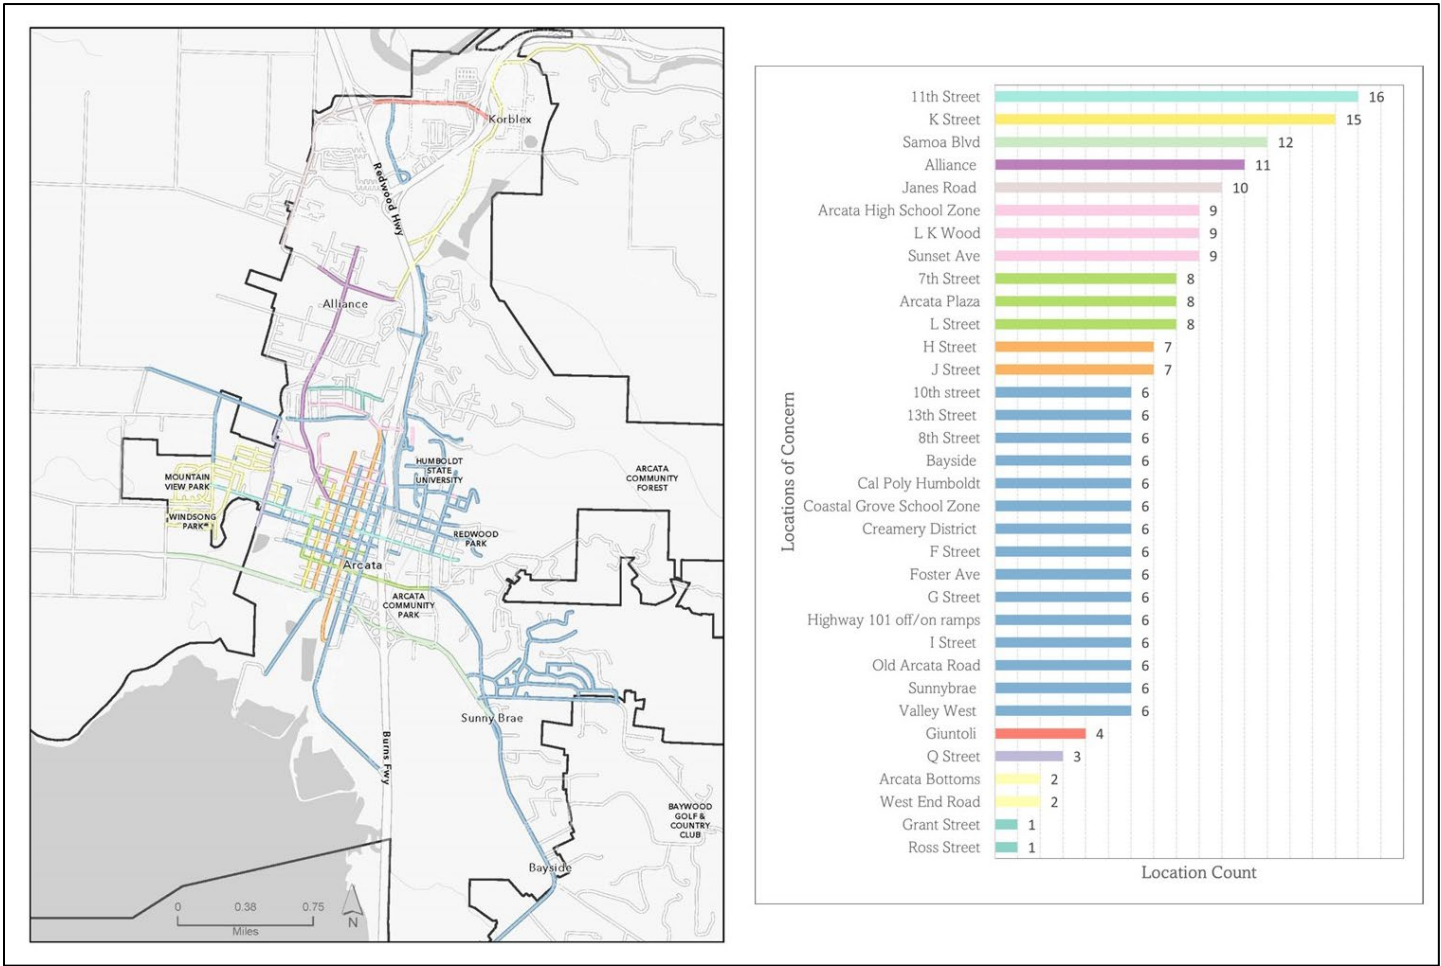 Korblex
Redwood Hwy
Alliance
HUMBOLDT
STATE
UNIVERSITY
ARCATA
COMMUNITY
FOREST
MOUNTAIN
VIEW PARK
WINDSONG
PARK
REDWOOD
PARK
Arcata
ARCATA
COMMUNITY
PARK
Sunny Brae
Burns Fwy
BAYWOOD
GOLF &
COUNTRY
CLUB
Bayside
0 0.38 0.75
Miles
N
Locations of Concern
11th Street 16
K Street 15
Samoa Blvd 12
Alliance 11
Janes Road 10
Arcata High School Zone 9
L K Wood 9
Sunset Ave 9
7th Street 8
Arcata Plaza 8
L Street 8
H Street 7
J Street 7
10th street 6
13th Street 6
8th Street 6
Bayside 6
Cal Poly Humboldt 6
Coastal Grove School Zone 6
Creamery District 6
F Street 6
Foster Ave 6
G Street 6
Highway 101 off/on ramps 6
I Street 6
Old Arcata Road 6
Sunnybrae 6
Valley West 6
Giuntoli 4
Q Street 3
Arcata Bottoms 2
West End Road 2
Grant Street 1
Ross Street 1
Location Count